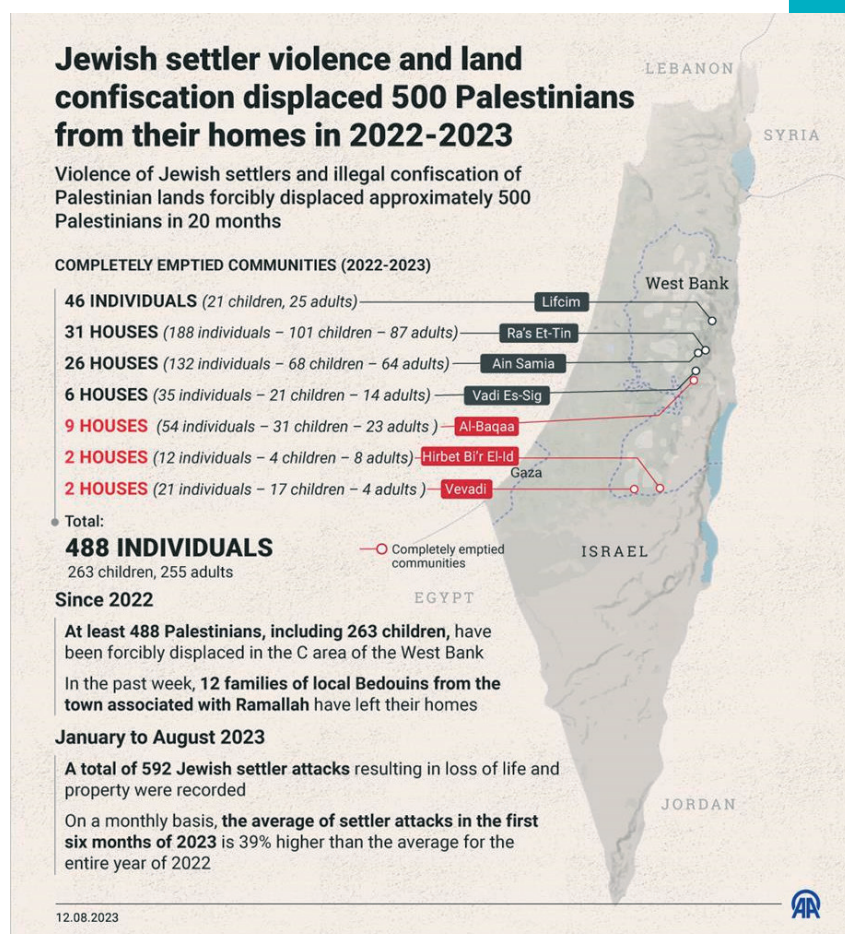 Jewish settler violence and land
confiscation displaced 500 Palestinians
from their homes in 2022-2023
Violence of Jewish settlers and illegal confiscation of
Palestinian lands forcibly displaced approximately 500
Palestinians in 20 months
COMPLETELY EMPTIED COMMUNITIES (2022-2023)
46 INDIVIDUALS (21 children, 25 adults) Lifcim
31 HOUSES (188 individuals – 101 children – 87 adults) Ra's Et-Tin
26 HOUSES (132 individuals – 68 children – 64 adults) Ain Samia
6 HOUSES (35 individuals – 21 children – 14 adults) Vadi Es-Sig
9 HOUSES (54 individuals – 31 children – 23 adults ) Al-Baqaa
2 HOUSES (12 individuals – 4 children – 8 adults) Hirbet Bi'r El-Id
2 HOUSES (21 individuals – 17 children – 4 adults ) Vevadi
Total:
488 INDIVIDUALS
263 children, 255 adults
Completely emptied
communities
Since 2022
At least 488 Palestinians, including 263 children, have
been forcibly displaced in the C area of the West Bank
In the past week, 12 families of local Bedouins from the
town associated with Ramallah have left their homes
January to August 2023
A total of 592 Jewish settler attacks resulting in loss of life and
property were recorded
On a monthly basis, the average of settler attacks in the first
six months of 2023 is 39% higher than the average for the
entire year of 2022
12.08.2023
LEBANON
SYRIA
West Bank
Gaza
ISRAEL
EGYPT
JORDAN
AA